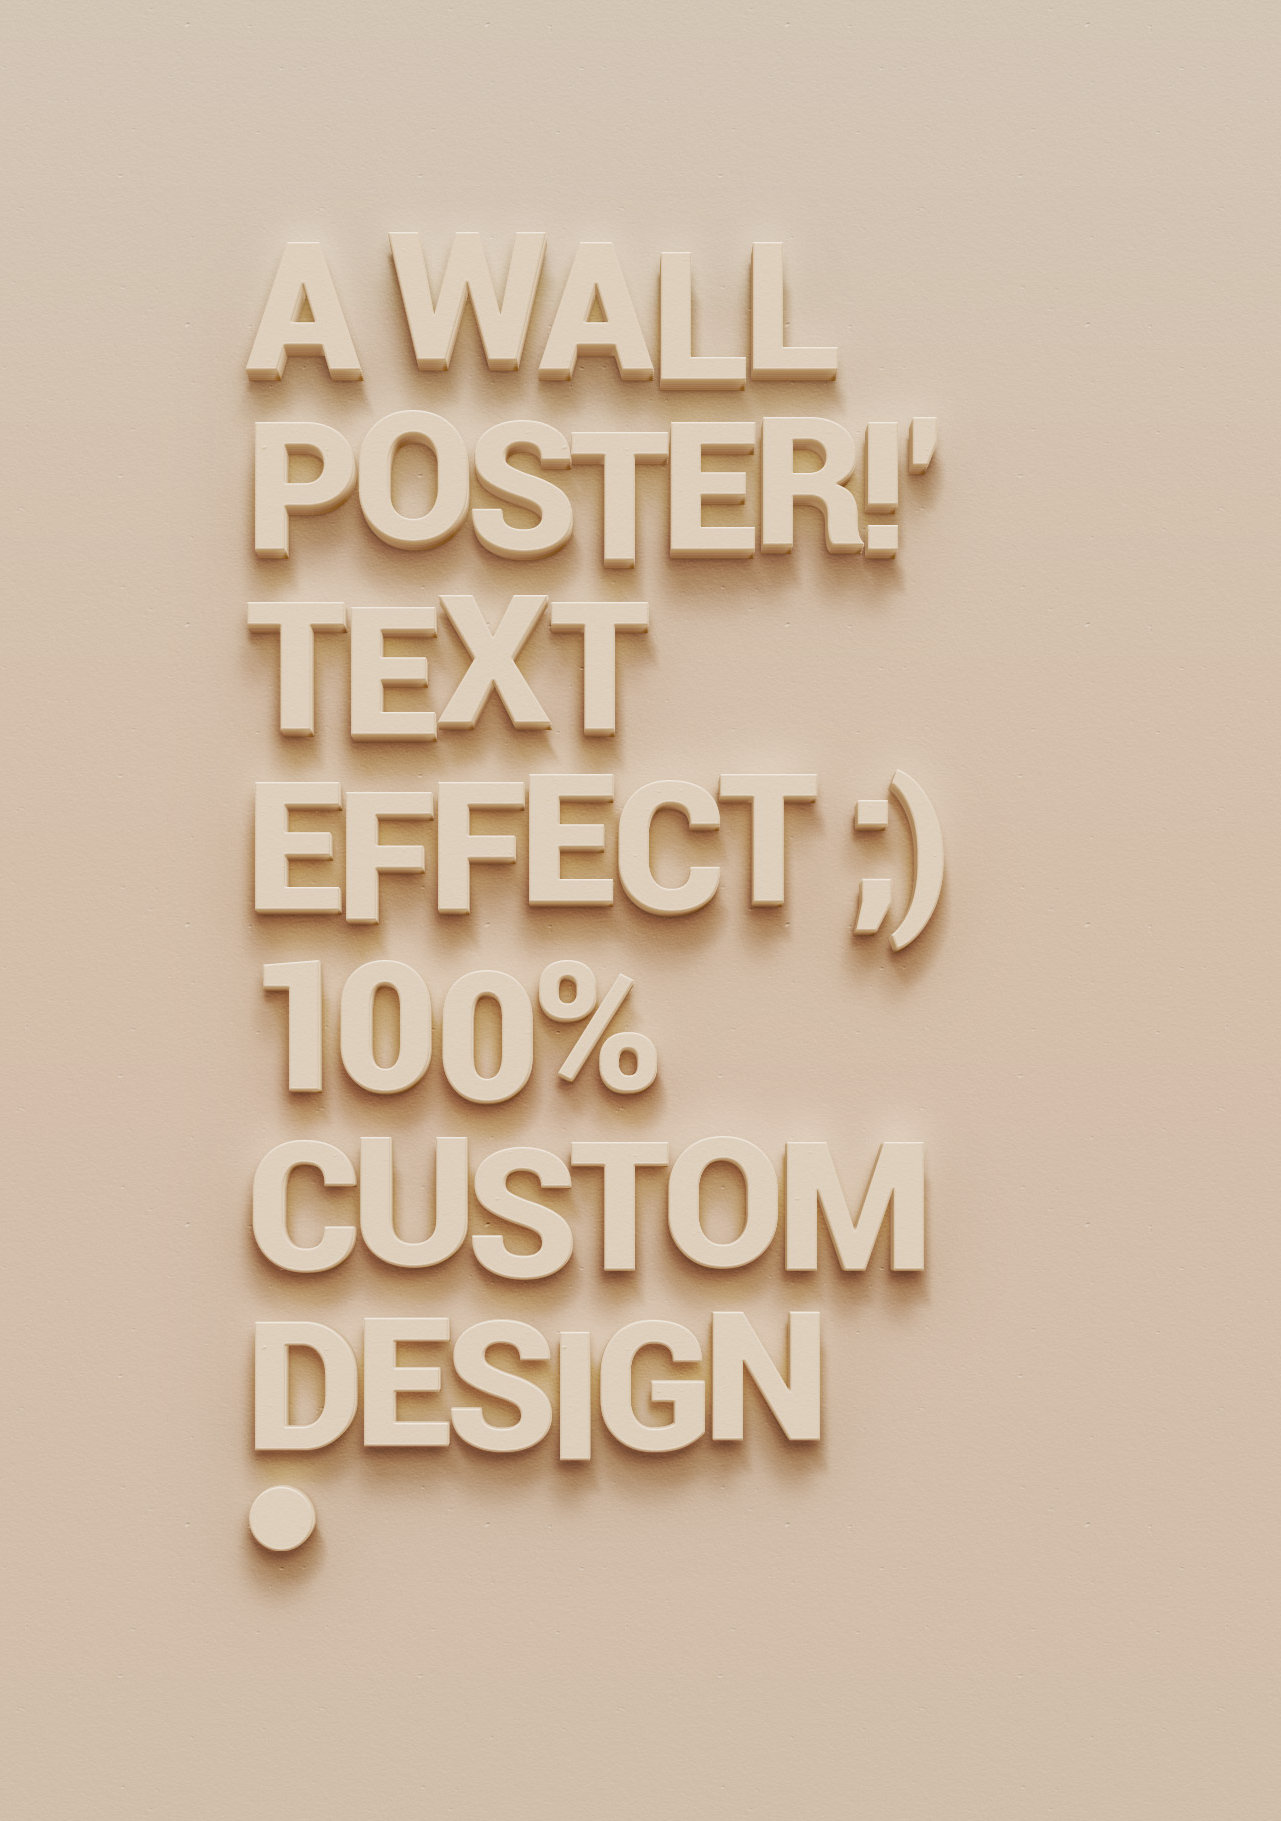 A WALL
POSTER!'
TEXT
EFFECT ;)
100%
CUSTOM
DESIGN
•